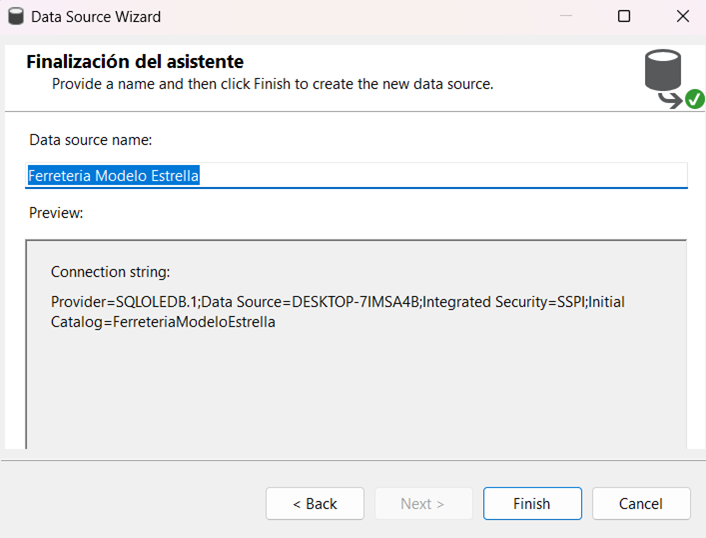 Data Source Wizard
Finalización del asistente
Provide a name and then click Finish to create the new data source.
Data source name:
Ferreteria Modelo Estrella
Preview:
Connection string:
Provider=SQLOLEDB.1;Data Source=DESKTOP-7IMSA4B;Integrated Security=SSPI;Initial
Catalog=FerreteriaModeloEstrella
< Back
Next >
Finish
Cancel